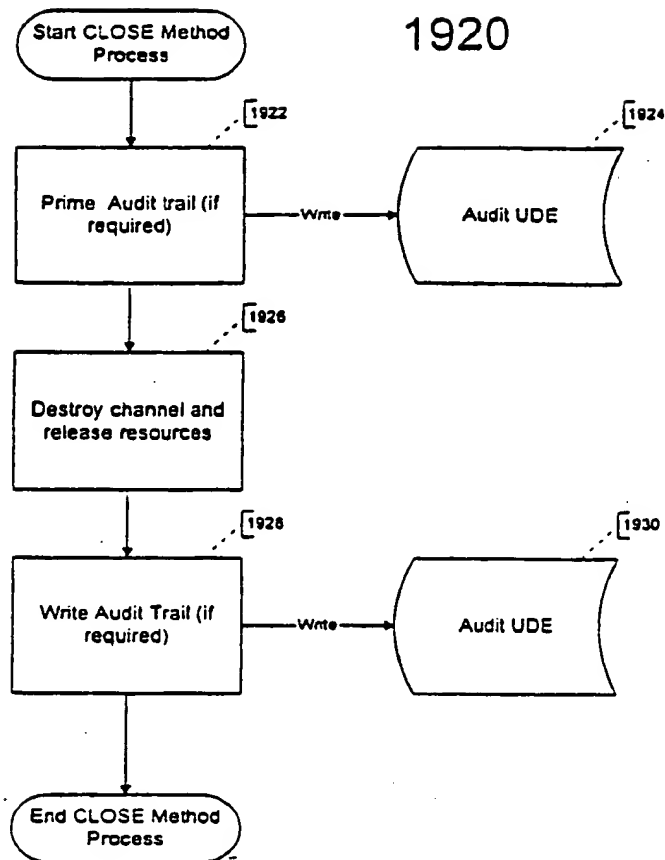 Start CLOSE Method
Process
1920
1922
1924
Prime Audit trail (if
required)
Write
Audit UDE
1926
Destroy channel and
release resources
1928
1930
Write Audit Trail (if
required)
Write
Audit UDE
End CLOSE Method
Process